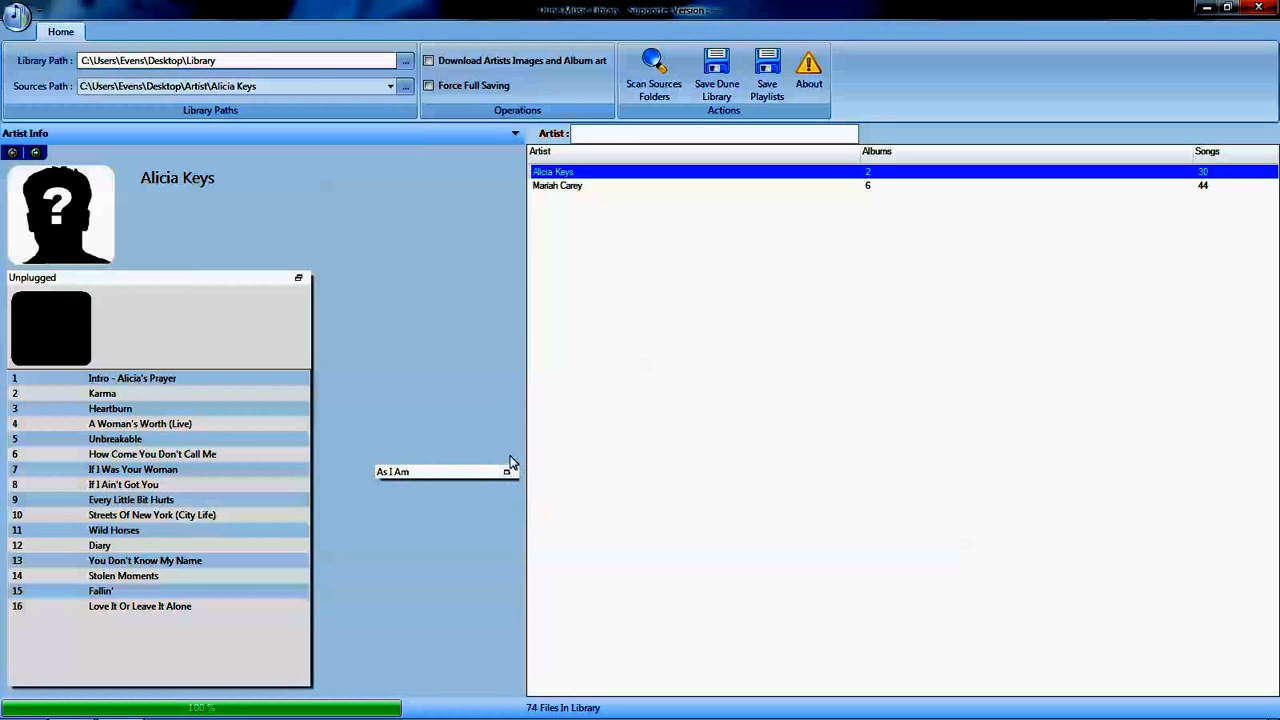 Dune Music Library - Supporter Version
Home
Library Path : C:\Users\Evens\Desktop\Library ...
Sources Path : C:\Users\Evens\Desktop\Artist\Alicia Keys ...
Library Paths
Download Artists Images and Album art
Force Full Saving
Operations
Scan Sources Folders
Save Dune Library
Save Playlists
About
Actions
Artist Info
Alicia Keys
?
Unplugged
1 Intro - Alicia's Prayer
2 Karma
3 Heartburn
4 A Woman's Worth (Live)
5 Unbreakable
6 How Come You Don't Call Me
7 If I Was Your Woman
8 If I Ain't Got You
9 Every Little Bit Hurts
10 Streets Of New York (City Life)
11 Wild Horses
12 Diary
13 You Don't Know My Name
14 Stolen Moments
15 Fallin'
16 Love It Or Leave It Alone
As I Am
Artist :
Artist Albums Songs
Alicia Keys 2 30
Mariah Carey 6 44
100 %
74 Files In Library